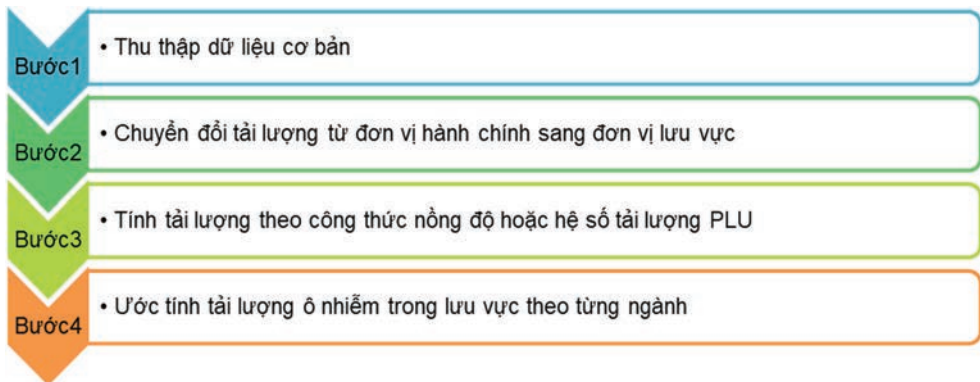 Bước1
• Thu thập dữ liệu cơ bản
Bước2
• Chuyển đổi tải lượng từ đơn vị hành chính sang đơn vị lưu vực
Bước3
• Tính tải lượng theo công thức nồng độ hoặc hệ số tải lượng PLU
Bước4
• Ước tính tải lượng ô nhiễm trong lưu vực theo từng ngành